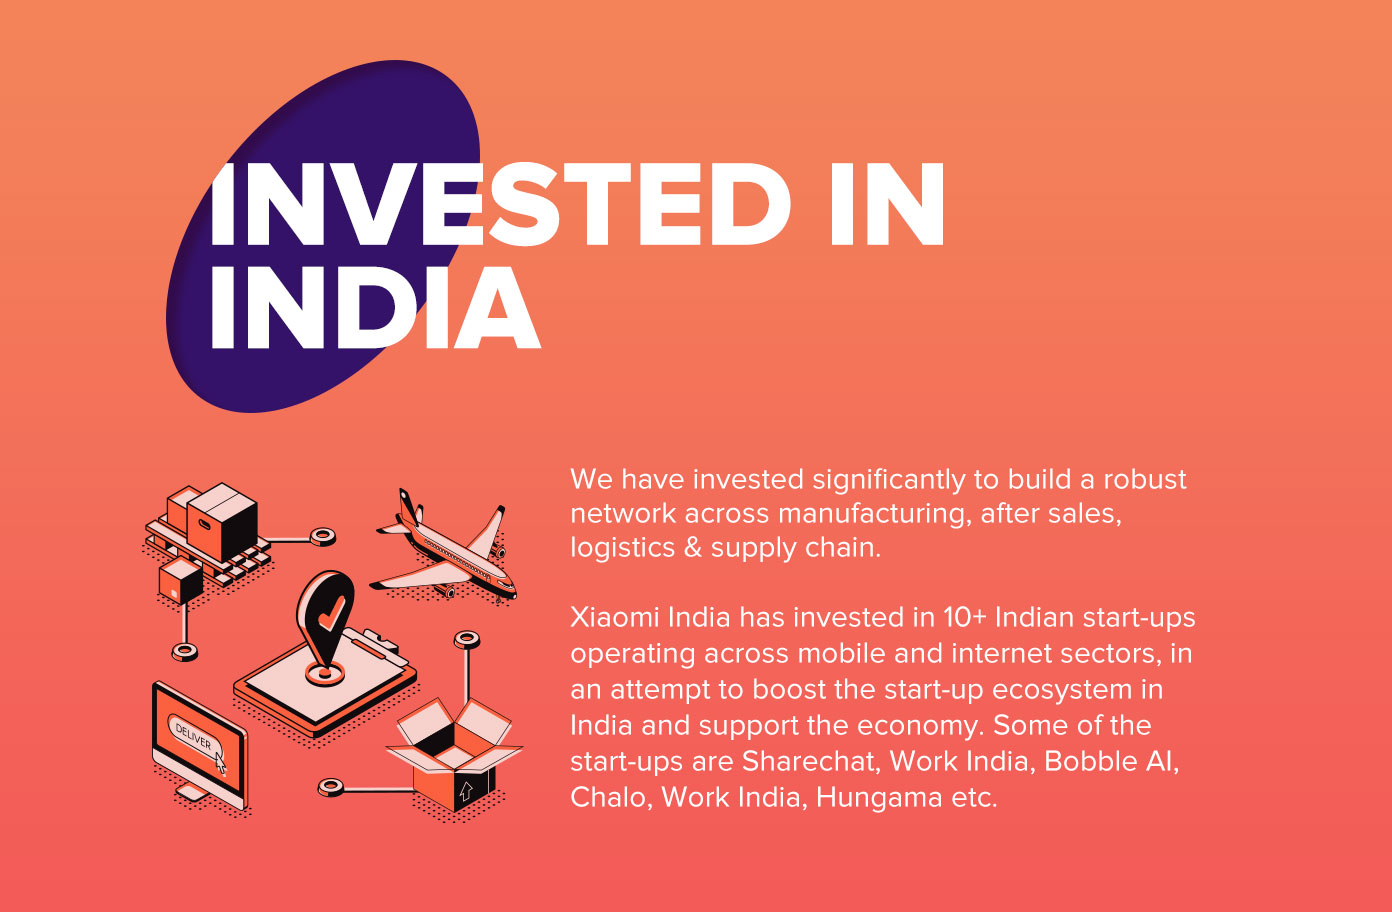 INVESTED IN
INDIA
We have invested significantly to build a robust
network across manufacturing, after sales,
logistics & supply chain.
Xiaomi India has invested in 10+ Indian start-ups
operating across mobile and internet sectors, in
an attempt to boost the start-up ecosystem in
India and support the economy. Some of the
start-ups are Sharechat, Work India, Bobble AI,
Chalo, Work India, Hungama etc.
DELIVER